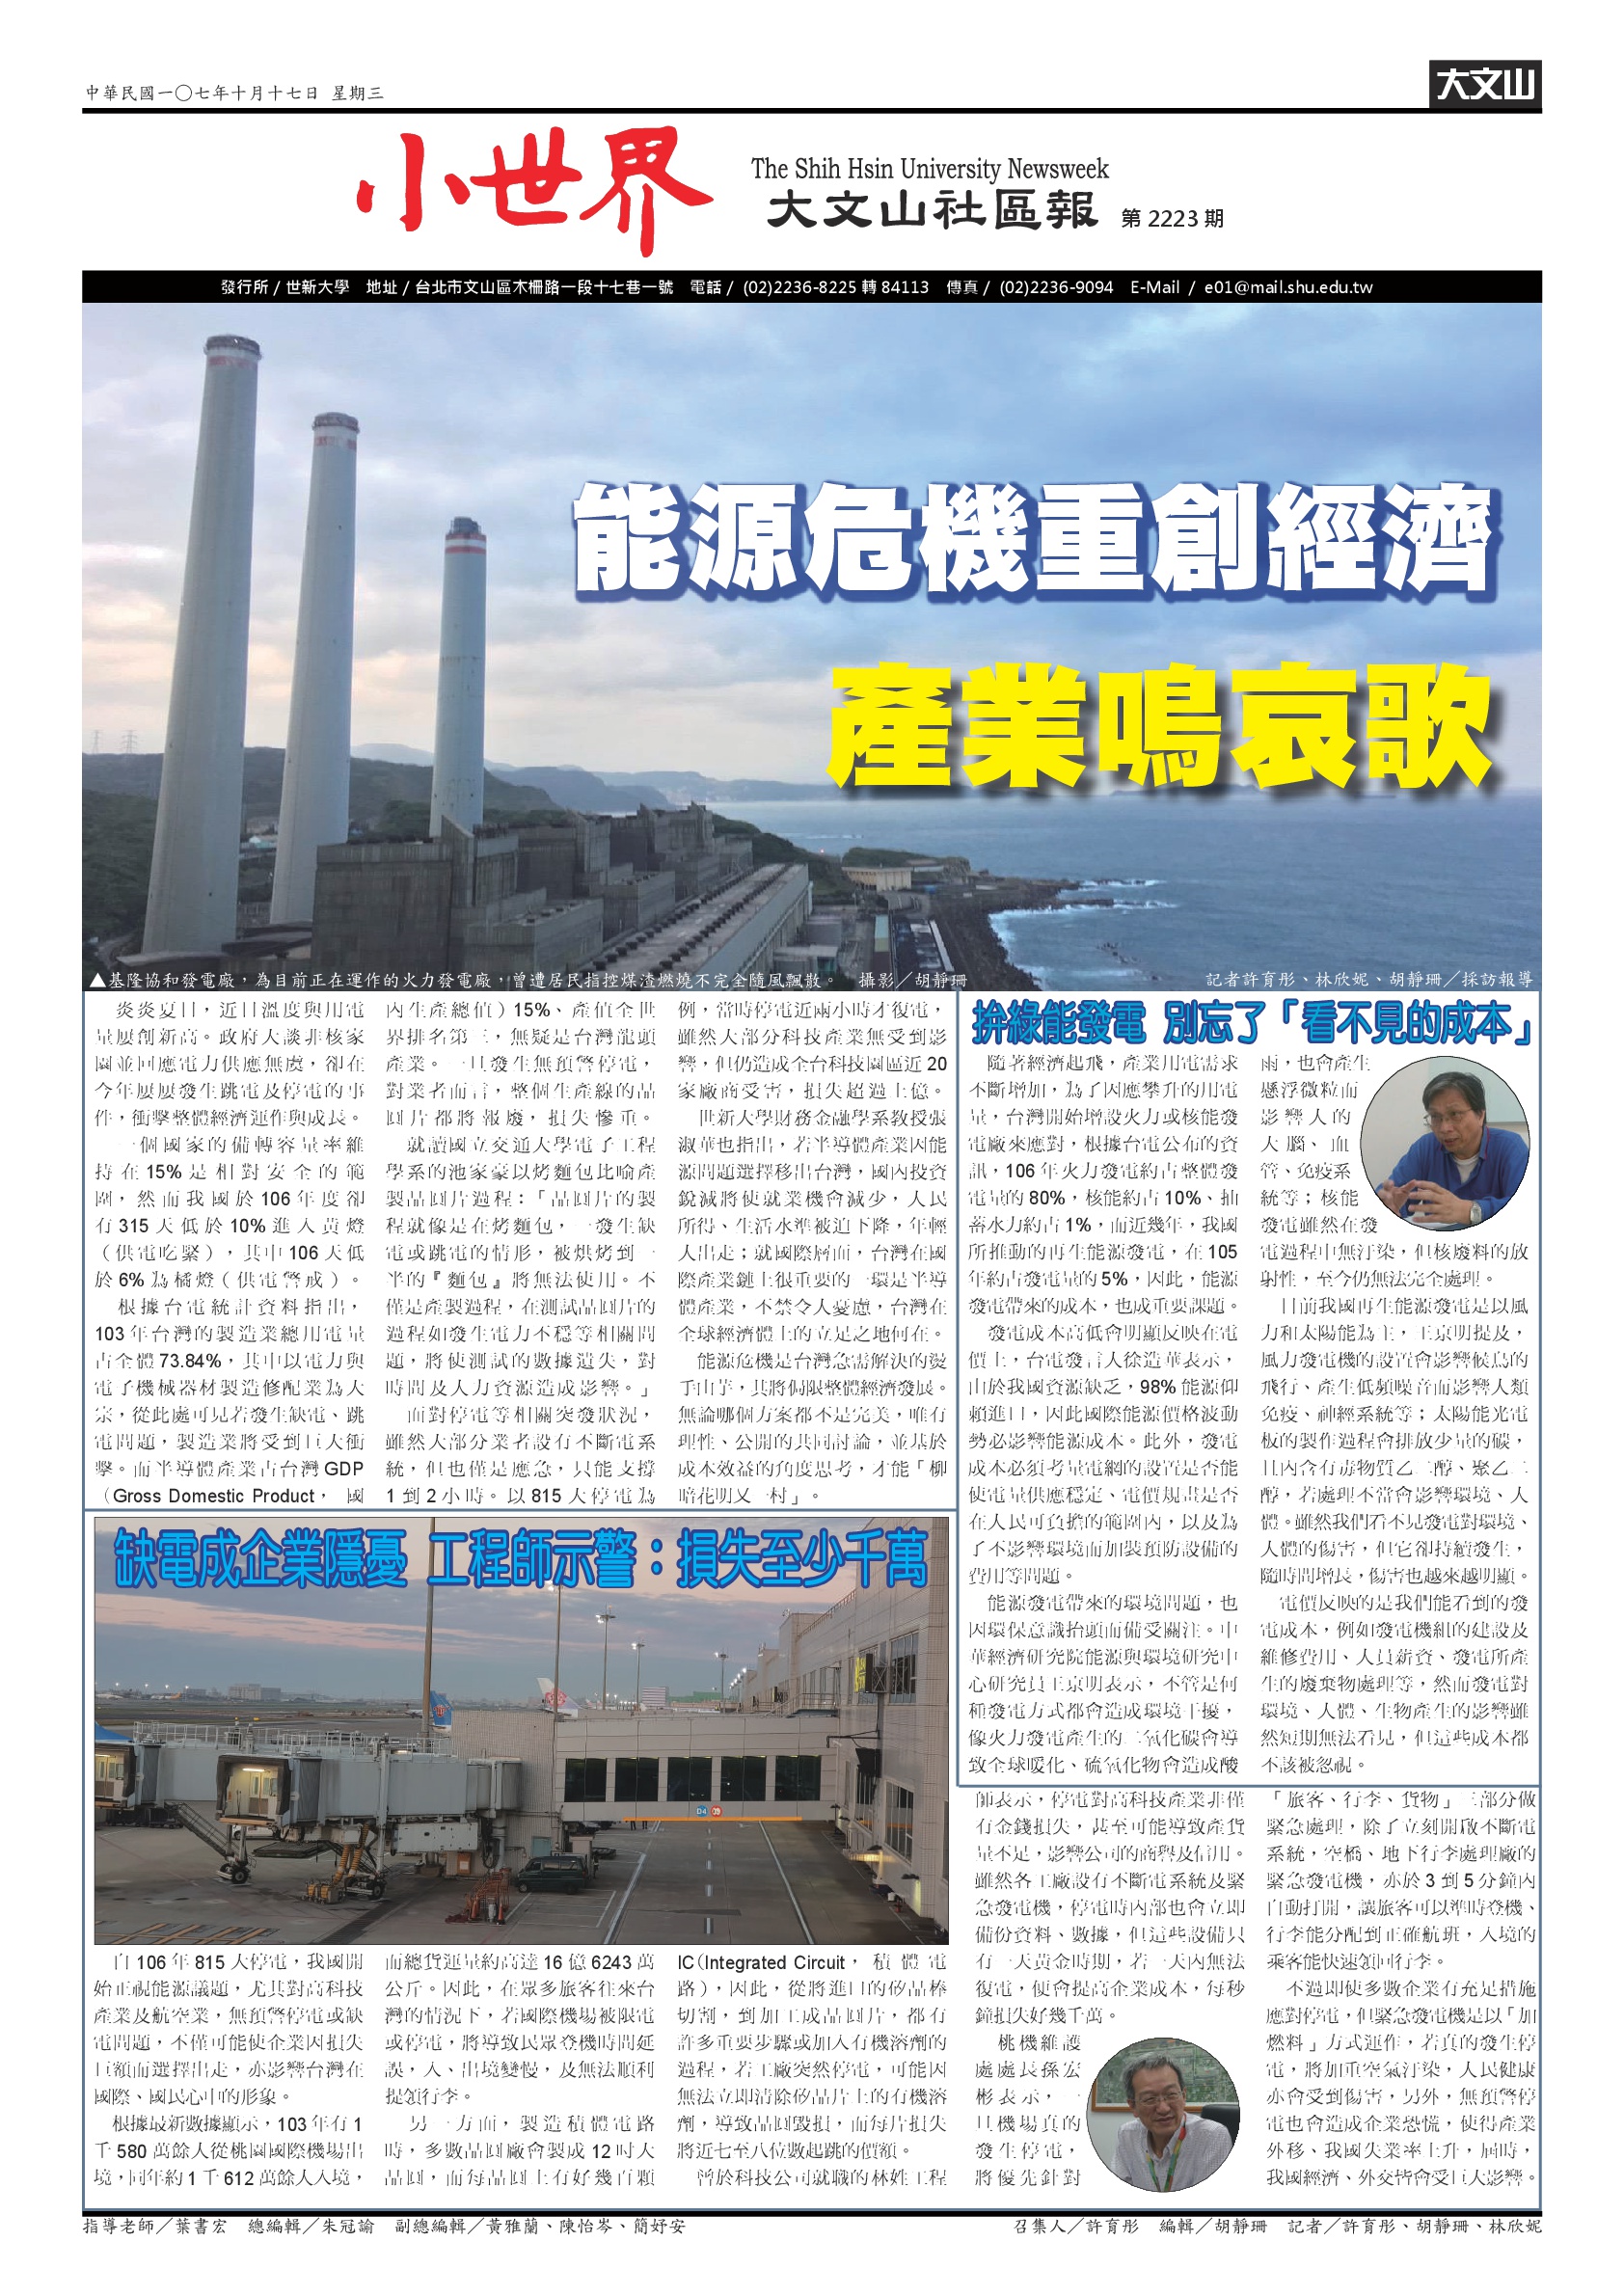 中華民國一〇七年十月十七日 星期三
大文山
小世界
The Shih Hsin University Newsweek
大文山社區報 第 2223 期
發行所 / 世新大學 地址 / 台北市文山區木柵路一段十七巷一號 電話 / (02)2236-8225 轉 84113 傳真 / (02)2236-9094 E-Mail / e01@mail.shu.edu.tw
能源危機重創經濟
產業鳴哀歌
▲基隆協和發電廠，為目前正在運作的火力發電廠，曾遭居民指控煤渣燃燒不完全隨風飄散。 攝影／胡靜珊
記者許育彤、林欣妮、胡靜珊／採訪報導
炎炎夏日，近日溫度與用電
量屢創新高。政府大談非核家
園並回應電力供應無虞，卻在
今年屢屢發生跳電及停電的事
件，衝擊整體經濟運作與成長。
一個國家的備轉容量率維
持在 15% 是相對安全的範
圍，然而我國於 106 年度卻
有 315 天低於 10% 進入黃燈
（供電吃緊），其中 106 天低
於 6% 為橘燈（供電警戒）。
根據台電統計資料指出，
103 年台灣的製造業總用電量
占全體 73.84%，其中以電力與
電子機械器材製造修配業為大
宗，從此處可見若發生缺電、跳
電問題，製造業將受到巨大衝
擊。而半導體產業占台灣 GDP
（Gross Domestic Product， 國
內生產總值）15%、產值全世
界排名第三，無疑是台灣龍頭
產業。一旦發生無預警停電，
對業者而言，整個生產線的晶
圓片都將報廢，損失慘重。
就讀國立交通大學電子工程
學系的池家豪以烤麵包比喻產
製晶圓片過程：「晶圓片的製
程就像是在烤麵包，一發生缺
電或跳電的情形，被烘烤到一
半的『麵包』將無法使用。不
僅是產製過程，在測試晶圓片的
過程如發生電力不穩等相關問
題，將使測試的數據遺失，對
時間及人力資源造成影響。」
面對停電等相關突發狀況，
雖然大部分業者設有不斷電系
統，但也僅是應急，只能支撐
1 到 2 小時。以 815 大停電為
例，當時停電近兩小時才復電，
雖然大部分科技產業無受到影
響，但仍造成全台科技園區近 20
家廠商受害，損失超過上億。
世新大學財務金融學系教授張
淑華也指出，若半導體產業因能
源問題選擇移出台灣，國內投資
銳減將使就業機會減少，人民
所得、生活水準被迫下降，年輕
人出走；就國際層面，台灣在國
際產業鏈上很重要的一環是半導
體產業，不禁令人憂慮，台灣在
全球經濟體上的立足之地何在。
能源危機是台灣急需解決的燙
手山芋，其將侷限整體經濟發展。
無論哪個方案都不是完美，唯有
理性、公開的共同討論，並基於
成本效益的角度思考，才能「柳
暗花明又一村」。
拚綠能發電 別忘了「看不見的成本」
隨著經濟起飛，產業用電需求
不斷增加，為了因應攀升的用電
量，台灣開始增設火力或核能發
電廠來應對，根據台電公布的資
訊，106 年火力發電約占整體發
電量的 80%，核能約占 10%、抽
蓄水力約占 1%，而近幾年，我國
所推動的再生能源發電，在 105
年約占發電量的 5%，因此，能源
發電帶來的成本，也成重要課題。
發電成本高低會明顯反映在電
價上，台電發言人徐造華表示，
由於我國資源缺乏，98% 能源仰
賴進口，因此國際能源價格波動
勢必影響能源成本。此外，發電
成本必須考量電網的設置是否能
使電量供應穩定、電價規畫是否
在人民可負擔的範圍內，以及為
了不影響環境而加裝預防設備的
費用等問題。
能源發電帶來的環境問題，也
因環保意識抬頭而備受關注。中
華經濟研究院能源與環境研究中
心研究員王京明表示，不管是何
種發電方式都會造成環境干擾，
像火力發電產生的二氧化碳會導
致全球暖化、硫氧化物會造成酸
雨，也會產生
懸浮微粒而
影響人的
大腦、血
管、免疫系
統等；核能
發電雖然在發
電過程中無汙染，但核廢料的放
射性，至今仍無法完全處理。
目前我國再生能源發電是以風
力和太陽能為主，王京明提及，
風力發電機的設置會影響候鳥的
飛行、產生低頻噪音而影響人類
免疫、神經系統等；太陽能光電
板的製作過程會排放少量的碳，
且內含有毒物質乙二醇、聚乙二
醇，若處理不當會影響環境、人
體。雖然我們看不見發電對環境、
人體的傷害，但它卻持續發生，
隨時間增長，傷害也越來越明顯。
電價反映的是我們能看到的發
電成本，例如發電機組的建設及
維修費用、人員薪資、發電所產
生的廢棄物處理等，然而發電對
環境、人體、生物產生的影響雖
然短期無法看見，但這些成本都
不該被忽視。
缺電成企業隱憂 工程師示警：損失至少千萬
D4 D5
自 106 年 815 大停電，我國開
始正視能源議題，尤其對高科技
產業及航空業，無預警停電或缺
電問題，不僅可能使企業因損失
巨額而選擇出走，亦影響台灣在
國際、國民心中的形象。
根據最新數據顯示，103 年有 1
千 580 萬餘人從桃園國際機場出
境，同年約 1 千 612 萬餘人入境，
而總貨運量約高達 16 億 6243 萬
公斤。因此，在眾多旅客往來台
灣的情況下，若國際機場被限電
或停電，將導致民眾登機時間延
誤，入、出境變慢，及無法順利
提領行李。
另一方面，製造積體電路
時，多數晶圓廠會製成 12 吋大
晶圓，而每晶圓上有好幾百顆
IC(Integrated Circuit， 積體電
路)，因此，從將進口的矽晶棒
切割，到加工成晶圓片，都有
許多重要步驟或加入有機溶劑的
過程，若工廠突然停電，可能因
無法立即清除矽晶片上的有機溶
劑，導致晶圓毀損，而每片損失
將近七至八位數起跳的價額。
曾於科技公司就職的林姓工程
師表示，停電對高科技產業非僅
有金錢損失，甚至可能導致產貨
量不足，影響公司的商譽及信用。
雖然各工廠設有不斷電系統及緊
急發電機，停電時內部也會立即
備份資料、數據，但這些設備只
有一天黃金時期，若一天內無法
復電，便會提高企業成本，每秒
鐘損失好幾千萬。
桃機維護
處處長孫宏
彬表示，一
旦機場真的
發生停電，
將優先針對
「旅客、行李、貨物」三部分做
緊急處理，除了立刻開啟不斷電
系統，空橋、地下行李處理廠的
緊急發電機，亦於 3 到 5 分鐘內
自動打開，讓旅客可以準時登機、
行李能分配到正確航班，入境的
乘客能快速領回行李。
不過即使多數企業有充足措施
應對停電，但緊急發電機是以「加
燃料」方式運作，若真的發生停
電，將加重空氣汙染，人民健康
亦會受到傷害，另外，無預警停
電也會造成企業恐慌，使得產業
外移、我國失業率上升，屆時，
我國經濟、外交皆會受巨大影響。
指導老師／葉書宏 總編輯／朱冠諭 副總編輯／黃雅蘭、陳怡岑、簡妤安
召集人／許育彤 編輯／胡靜珊 記者／許育彤、胡靜珊、林欣妮